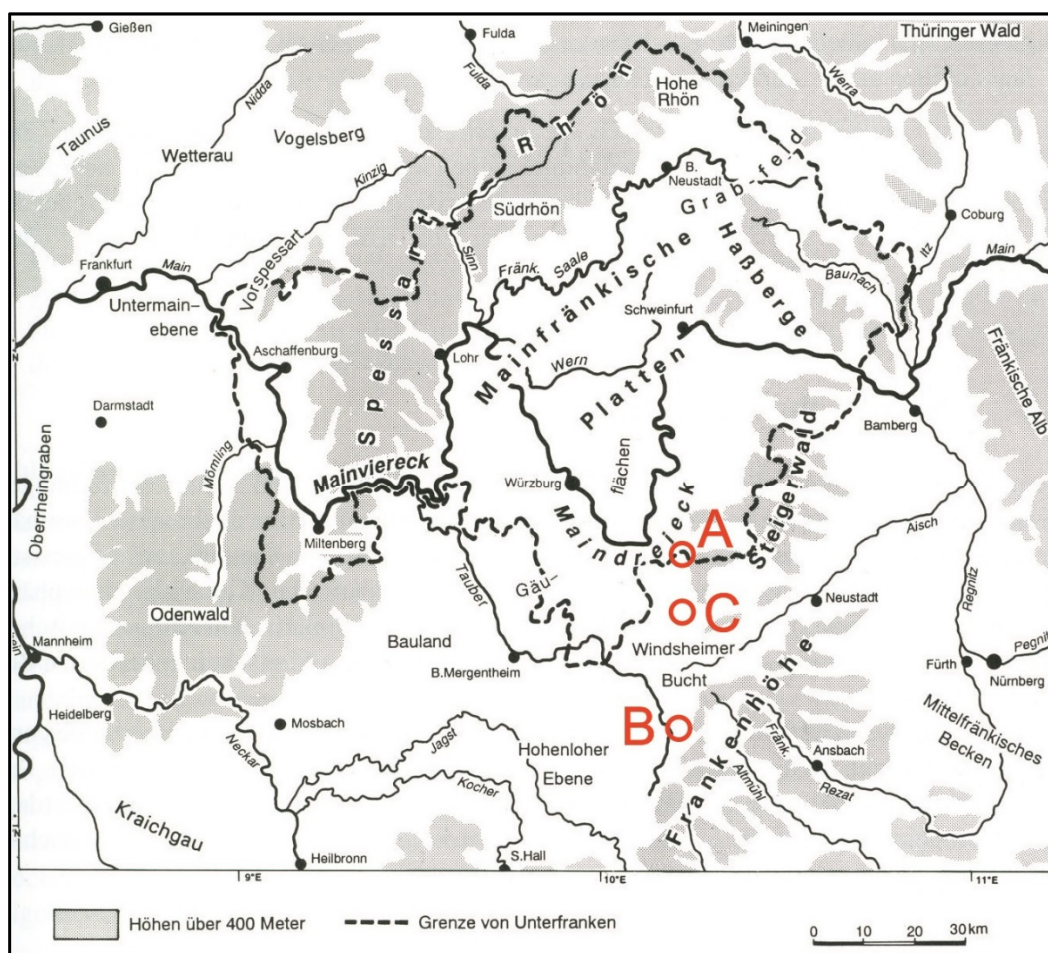 Gießen
Fulda
Meiningen
Thüringer Wald
Nidda
Fulda
Werra
Taunus
Vogelsberg
Wetterau
Hohe
Rhön
Rhön
Kinzig
B.
Neustadt
Grabfeld
Südrhön
Coburg
Itz
Main
Frankfurt
Main
Vorspessart
Sinn
Fränk. Saale
Mainfränkische
Platten
Haßberge
Baunach
Untermain-
ebene
Schweinfurt
Aschaffenburg
Spessart
Lohr
Wern
Fränkische Alb
Darmstadt
Bamberg
Oberrheingraben
Mömling
Mainviereck
Würzburg
flächen
Steigerwald
Maindreieck
A
Aisch
Miltenberg
Gäu-
Tauber
C
Neustadt
Regnitz
Odenwald
Bauland
Windsheimer
Bucht
Mannheim
B.Mergentheim
Fürth
Pegnitz
Nürnberg
Heidelberg
Mosbach
B
Frankenhöhe
Mittelfränkisches
Becken
Neckar
Jagst
Hohenloher
Ebene
Fränk.
Rezat
Ansbach
Altmühl
Kocher
Kraichgau
Heilbronn
S.Hall
9°E
10°E
11°E
Höhen über 400 Meter
Grenze von Unterfranken
0 10 20 30 km